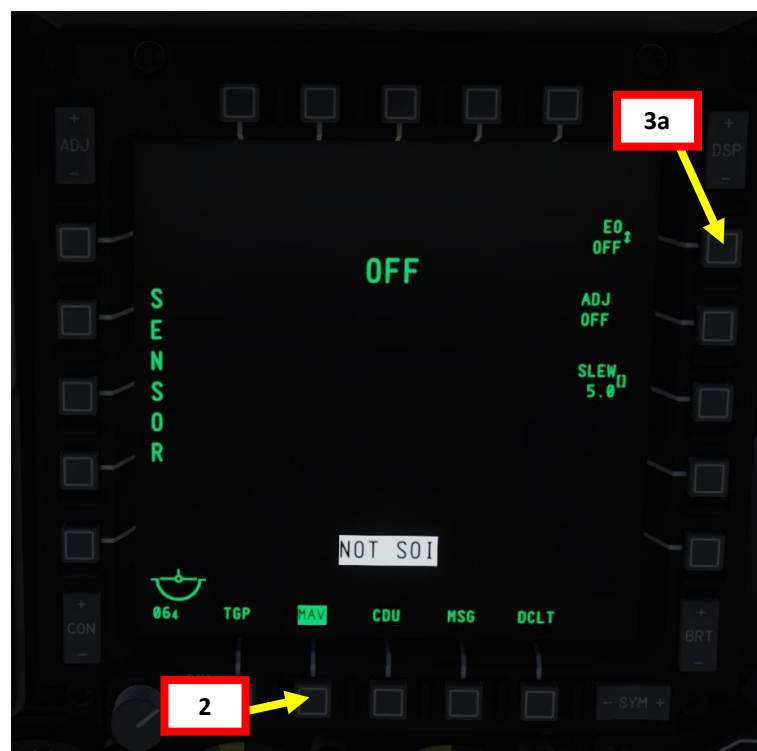 3a
+
ADJ
-
+
DSP
-
EO
OFF
OFF
ADJ
OFF
SLEW
5.0
S
E
N
S
O
R
NOT SOI
064
TGP
MAV
CDU
MSG
DCLT
+
CON
-
+
BRT
-
2
- SYM +